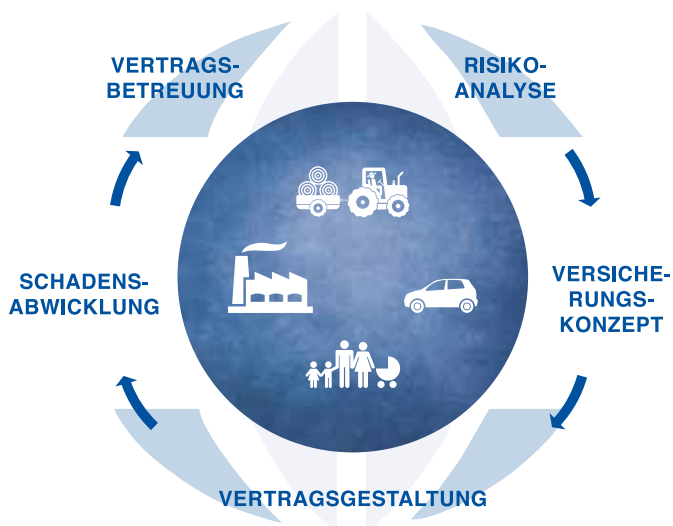 VERTRAGS-
BETREUUNG
RISIKO-
ANALYSE
SCHADENS-
ABWICKLUNG
VERSICHE-
RUNGS-
KONZEPT
VERTRAGSGESTALTUNG